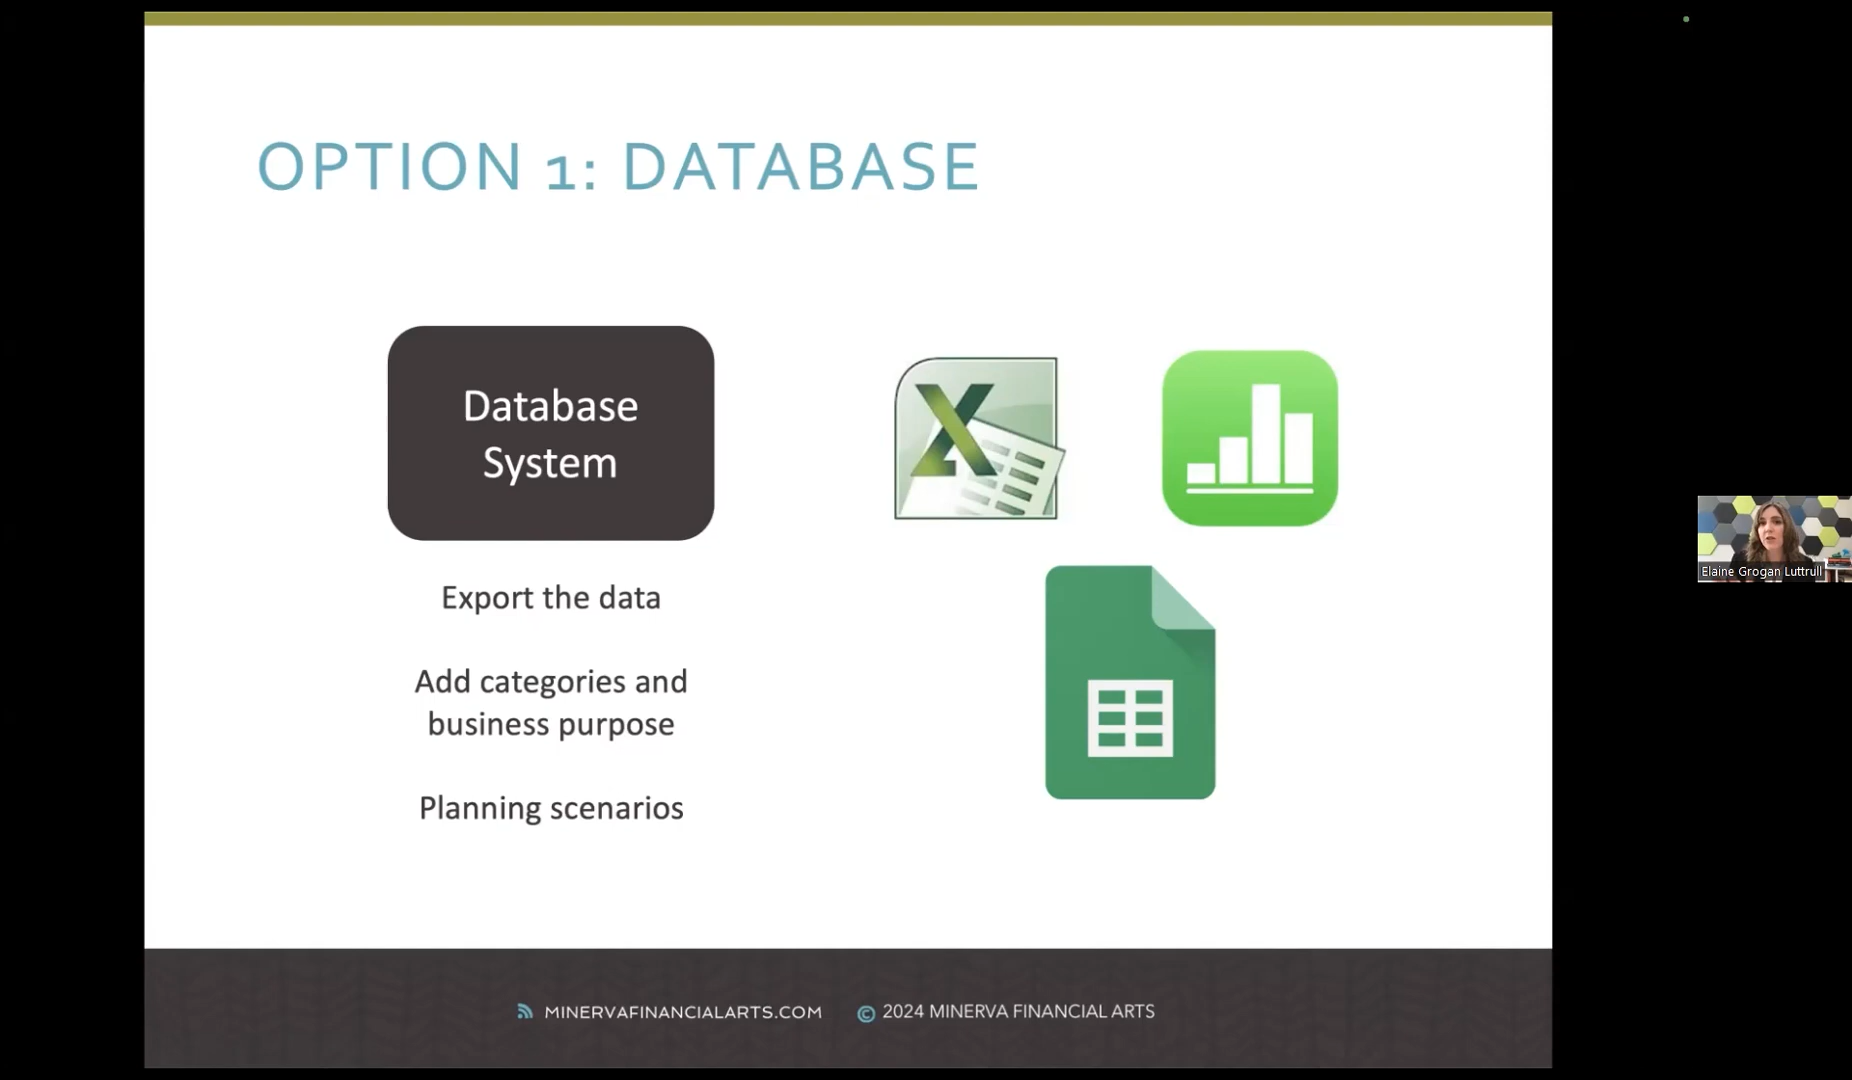 OPTION 1: DATABASE
Database
System
Export the data
Add categories and
business purpose
Planning scenarios
Elaine Grogan Luttrull
MINERVAFINANCIALARTS.COM
© 2024 MINERVA FINANCIAL ARTS